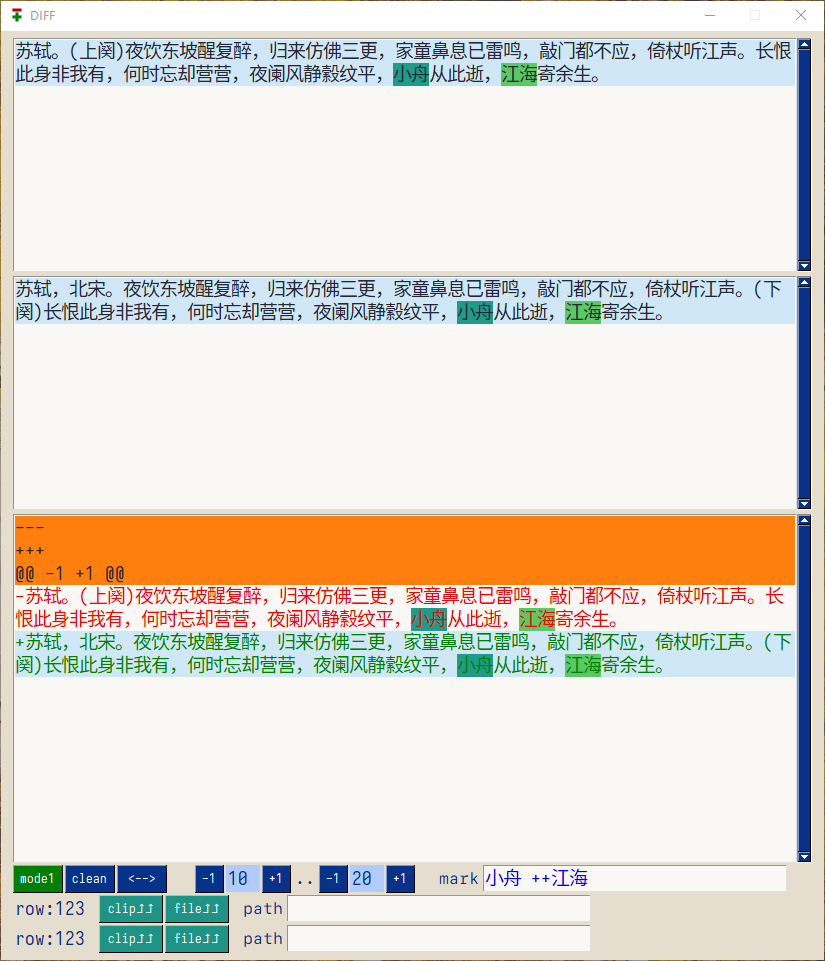 DIFF
苏轼。(上阕)夜饮东坡醒复醉，归来仿佛三更，家童鼻息已雷鸣，敲门都不应，倚杖听江声。长恨
此身非我有，何时忘却营营，夜阑风静縠纹平，小舟从此逝，江海寄余生。
苏轼，北宋。夜饮东坡醒复醉，归来仿佛三更，家童鼻息已雷鸣，敲门都不应，倚杖听江声。(下
阕)长恨此身非我有，何时忘却营营，夜阑风静縠纹平，小舟从此逝，江海寄余生。
---
+++
@@ -1 +1 @@
-苏轼。(上阕)夜饮东坡醒复醉，归来仿佛三更，家童鼻息已雷鸣，敲门都不应，倚杖听江声。长
恨此身非我有，何时忘却营营，夜阑风静縠纹平，小舟从此逝，江海寄余生。
+苏轼，北宋。夜饮东坡醒复醉，归来仿佛三更，家童鼻息已雷鸣，敲门都不应，倚杖听江声。(下
阕)长恨此身非我有，何时忘却营营，夜阑风静縠纹平，小舟从此逝，江海寄余生。
mode1 clean <--> -1 10 +1 .. -1 20 +1 mark 小舟 ++江海
row:123 clip⮥⮥ file⮥⮥ path
row:123 clip⮥⮥ file⮥⮥ path